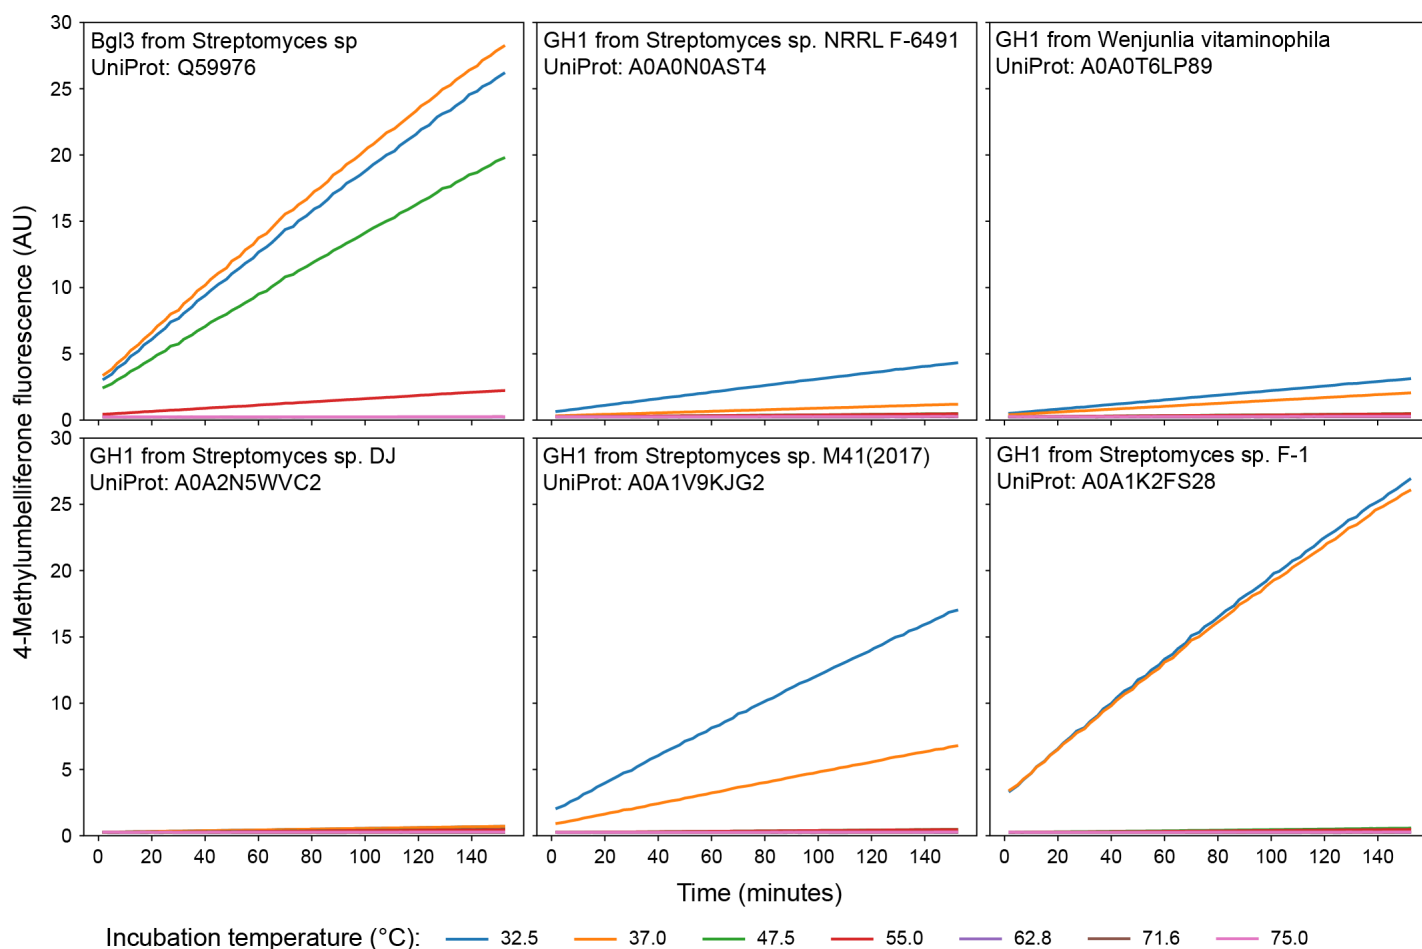 30
25
20
15
10
5
0
Bgl3 from Streptomyces sp
UniProt: Q59976
GH1 from Streptomyces sp. NRRL F-6491
UniProt: A0A0N0AST4
GH1 from Wenjunlia vitaminophila
UniProt: A0A0T6LP89
4-Methylumbelliferone fluorescence (AU)
30
25
20
15
10
5
0
GH1 from Streptomyces sp. DJ
UniProt: A0A2N5WVC2
GH1 from Streptomyces sp. M41(2017)
UniProt: A0A1V9KJG2
GH1 from Streptomyces sp. F-1
UniProt: A0A1K2FS28
0 20 40 60 80 100 120 140
0 20 40 60 80 100 120 140
0 20 40 60 80 100 120 140
Time (minutes)
Incubation temperature (°C): 32.5 37.0 47.5 55.0 62.8 71.6 75.0